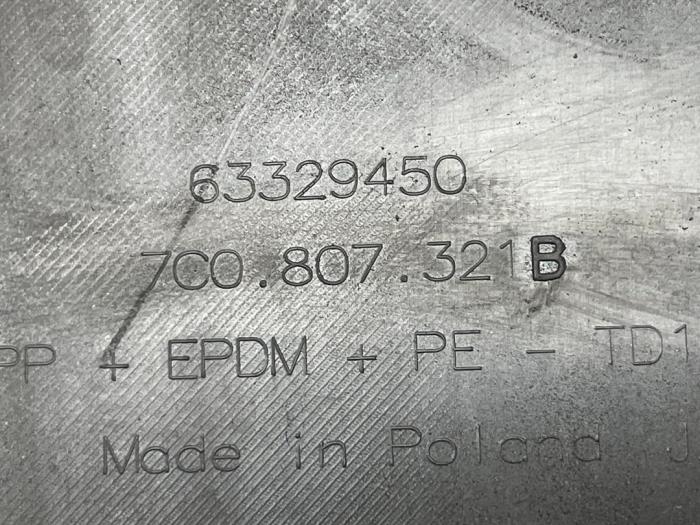 63329450
7C0.807.321B
PP + EPDM + PE - TD1
Made in Poland J